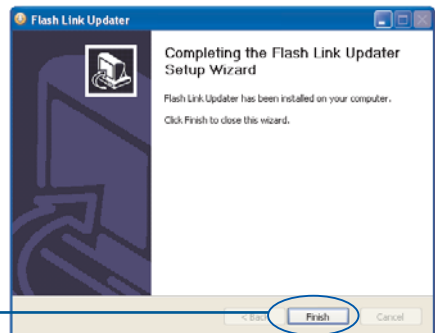 Flash Link Updater
Completing the Flash Link Updater
Setup Wizard
Flash Link Updater has been installed on your computer.
Click Finish to close this wizard.
< Back
Finish
Cancel